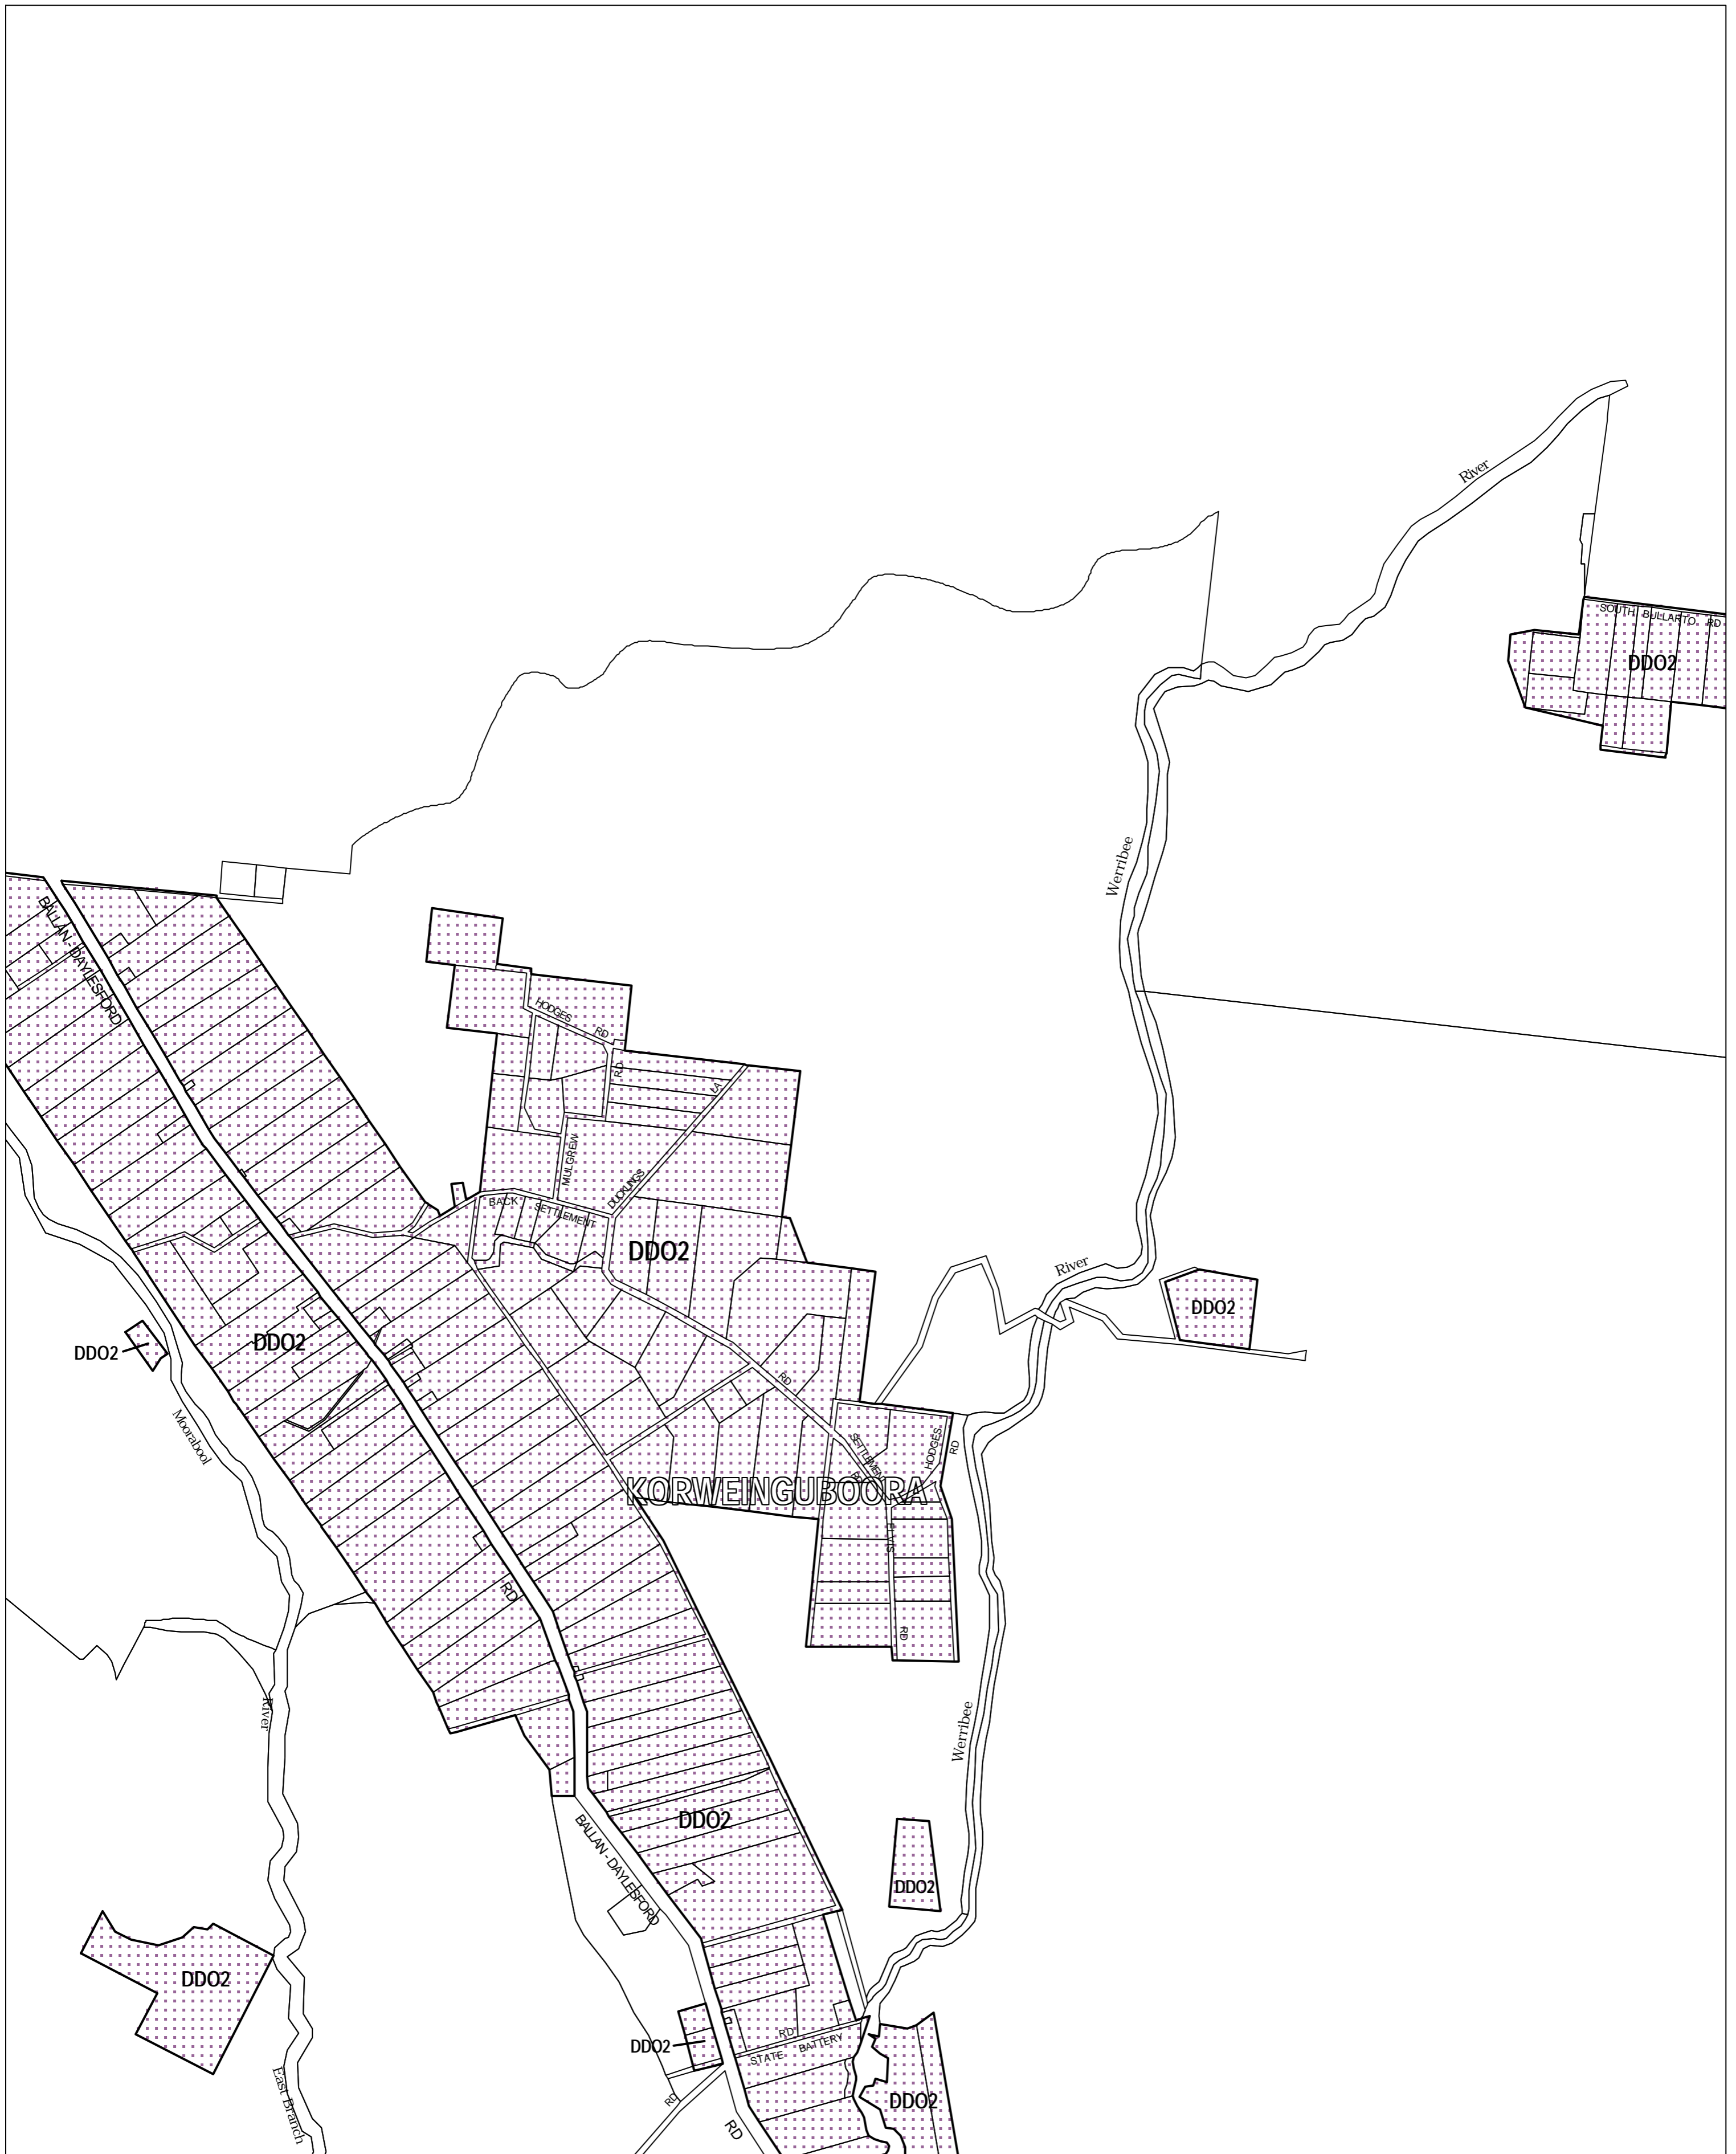 River
SOUTH BULLARTO RD
DDO2
Werribee
BALLAN - DAYLESFORD
HODGES RD
RD
LA
MULGREW
DUCKLINGS
BACK SETTLEMENT
DDO2
River
DDO2
DDO2
DDO2
RD
Moorabool
SETTLEMENT
HODGES
RD
KORWEINGUBOORA
ELVIS
RD
RD
River
Werribee
DDO2
BALLAN - DAYLESFORD
DDO2
DDO2
RD
STATE BATTERY
DDO2
RD
DDO2
East Branch
RD